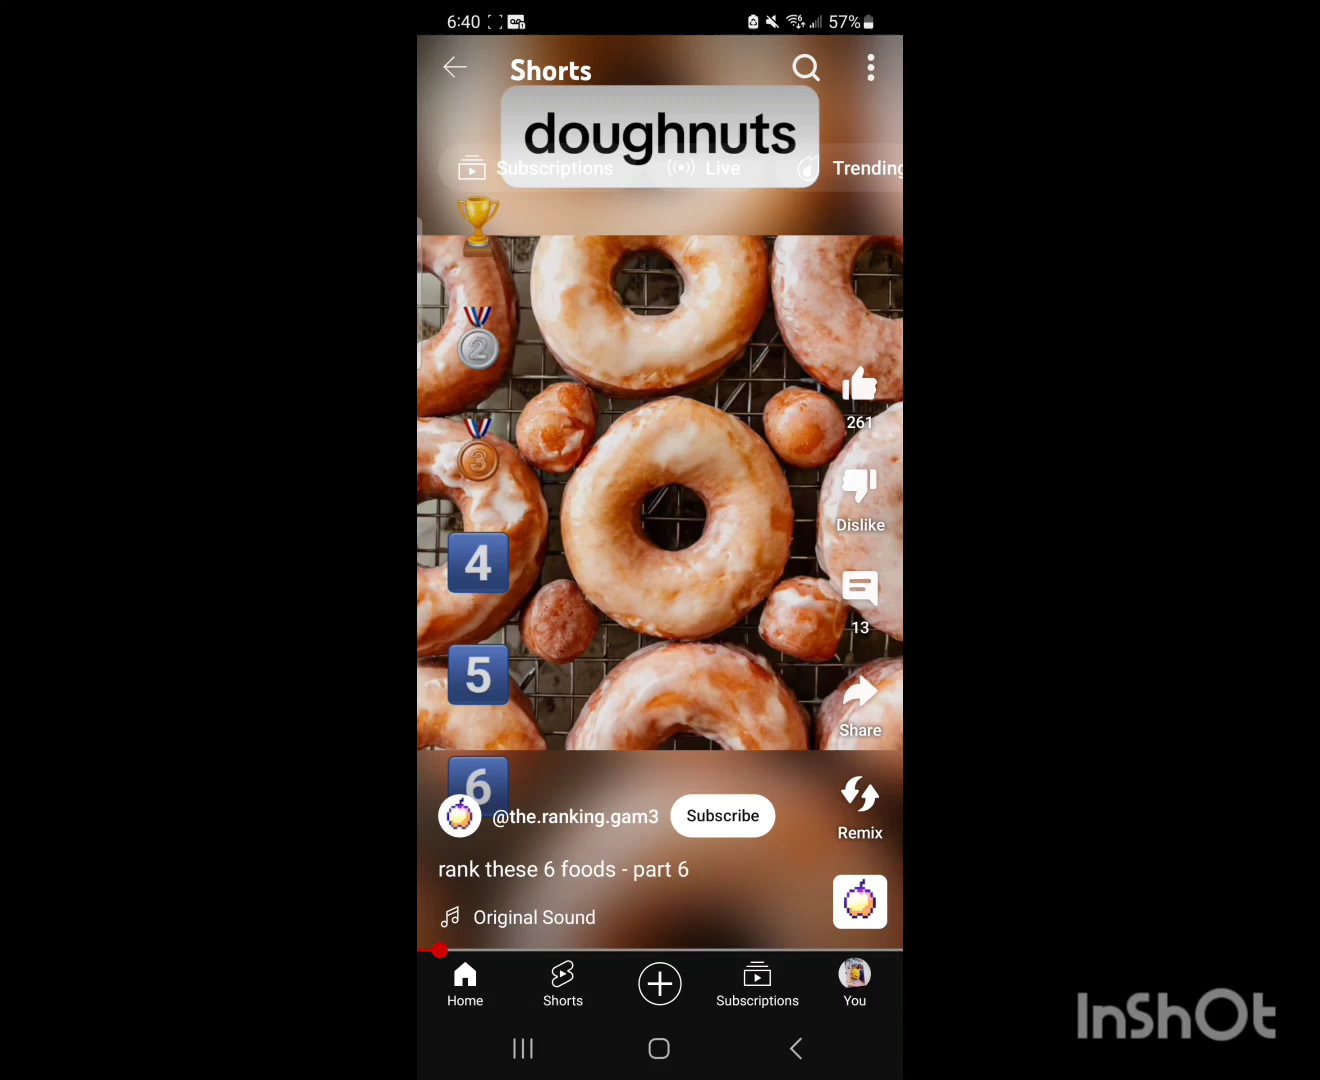 6:40
57%
Shorts
doughnuts
Subscriptions
Live
Trending
2
3
261
Dislike
4
13
5
Share
6
@the.ranking.gam3
Subscribe
Remix
rank these 6 foods - part 6
Original Sound
Home
Shorts
Subscriptions
You
InShOt